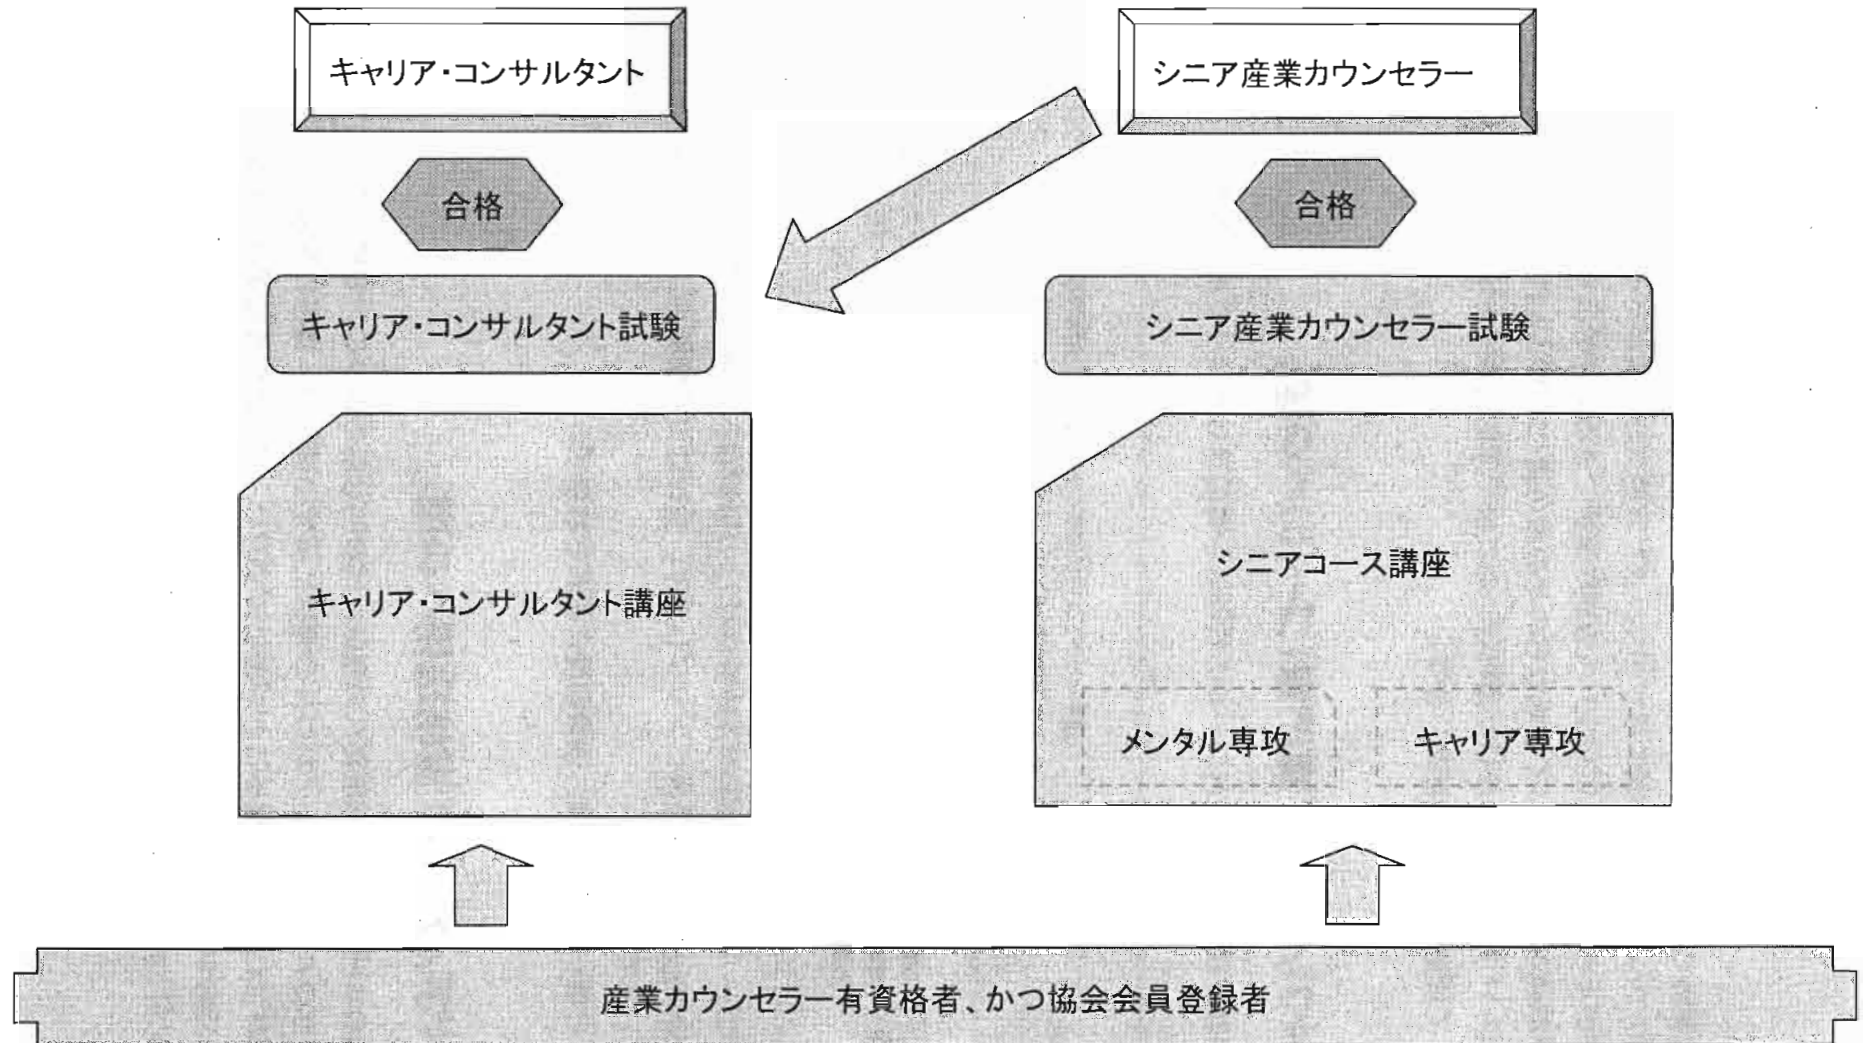 キャリア・コンサルタント
シニア産業カウンセラー
合格
合格
キャリア・コンサルタント試験
シニア産業カウンセラー試験
シニアコース講座
キャリア・コンサルタント講座
メンタル専攻
キャリア専攻
産業カウンセラー有資格者、かつ協会会員登録者